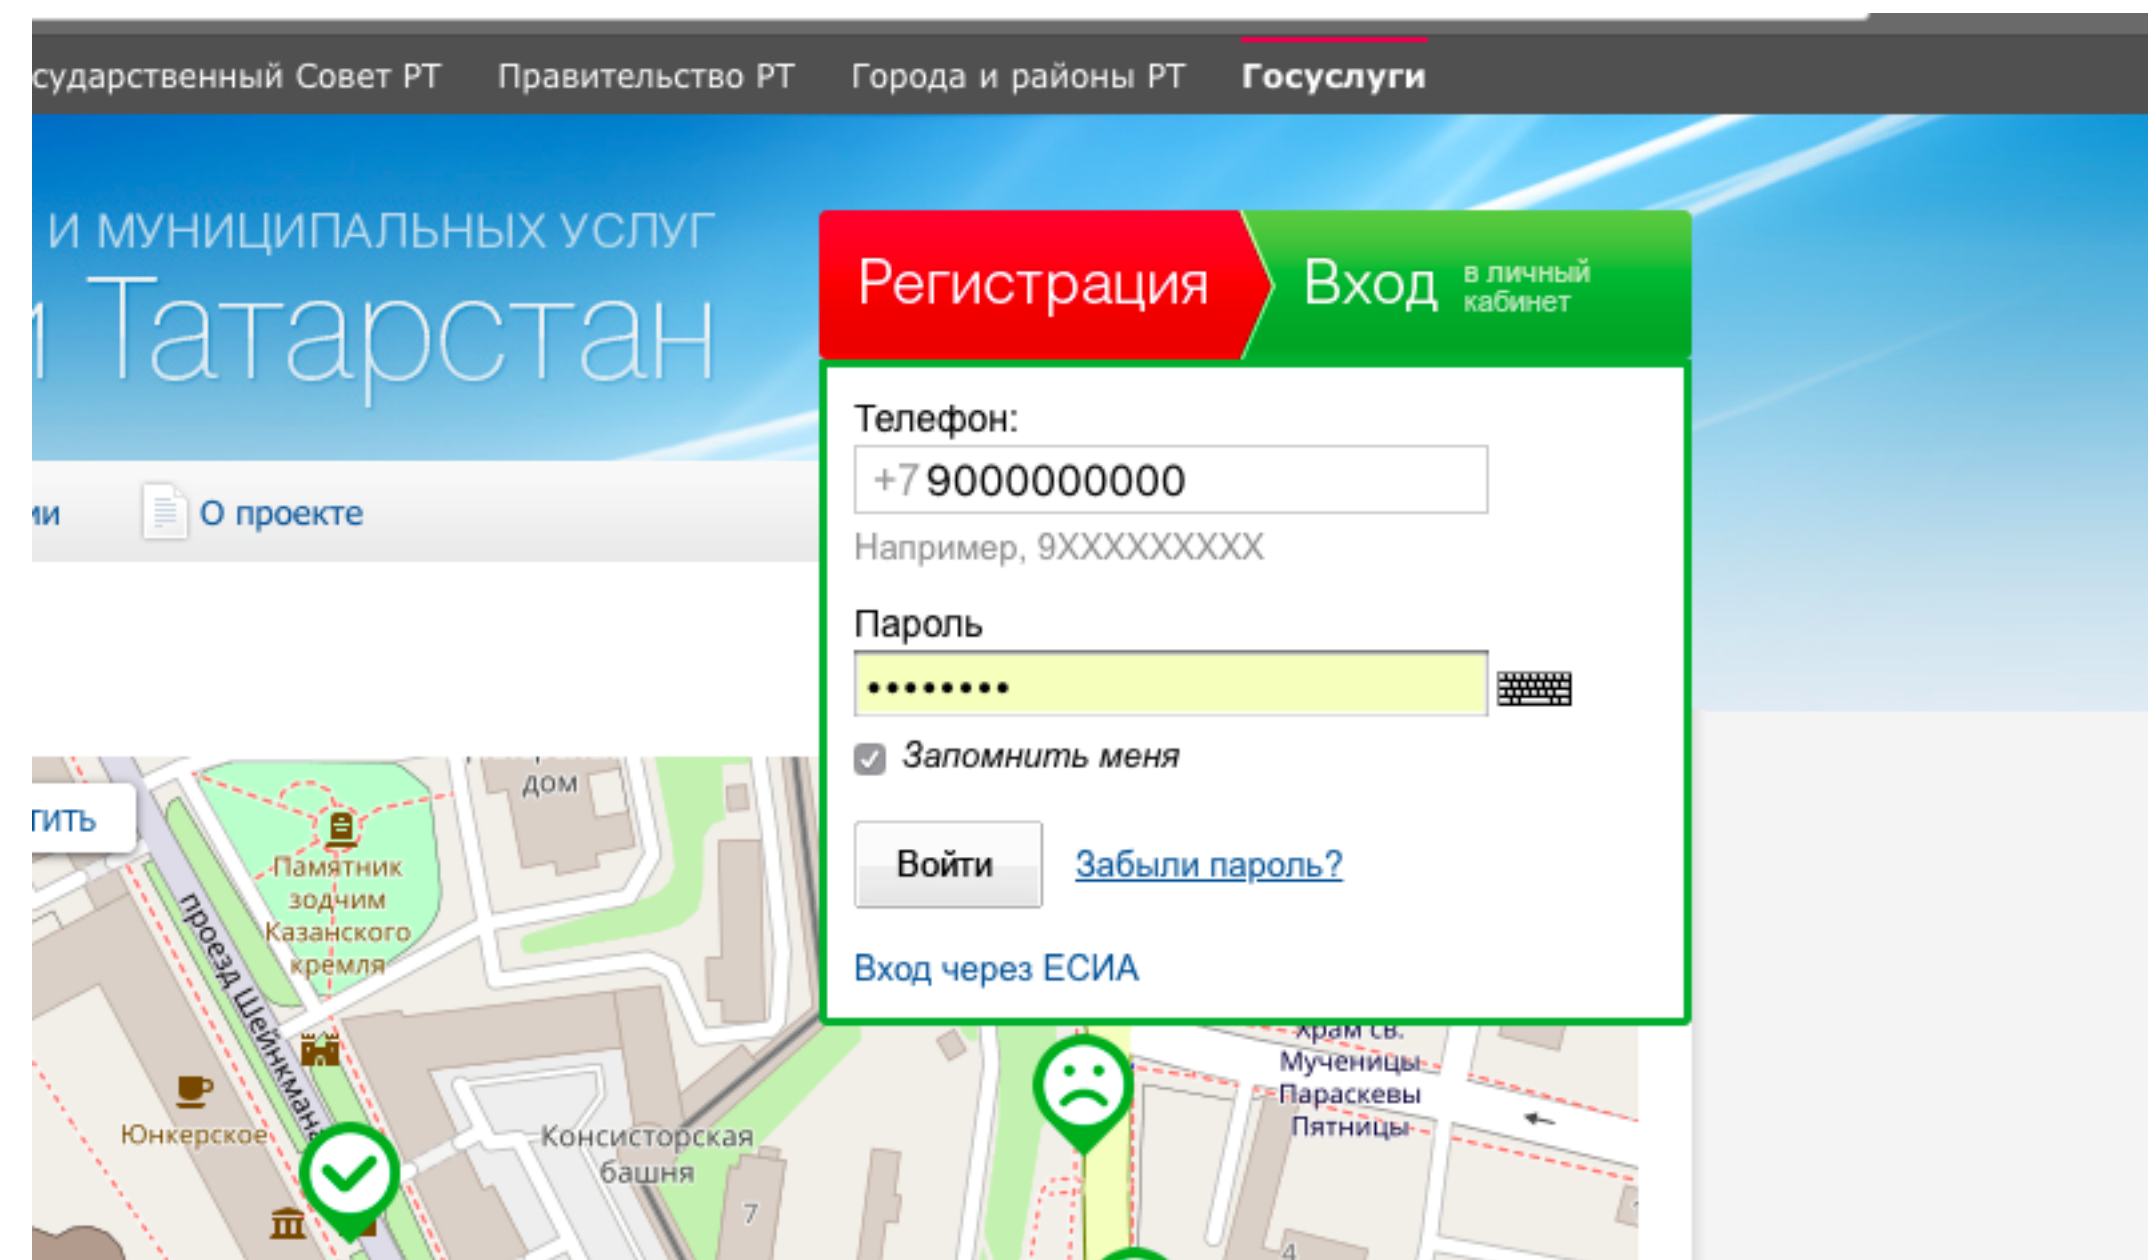 сударственный Совет РТ Правительство РТ Города и районы РТ Госуслуги
И МУНИЦИПАЛЬНЫХ УСЛУГ
и Татарстан
Регистрация
Вход в личный кабинет
Телефон:
+7 9000000000
Например, 9XXXXXXXXX
ии О проекте
Пароль
••••••••
Запомнить меня
Войти Забыли пароль?
Вход через ЕСИА
тить
дом
Памятник
зодчим
Казанского
кремля
проезд Шейнкмана
Юнкерское
Консисторская
башня
7
Храм св.
Мученицы
Параскевы
Пятницы
4